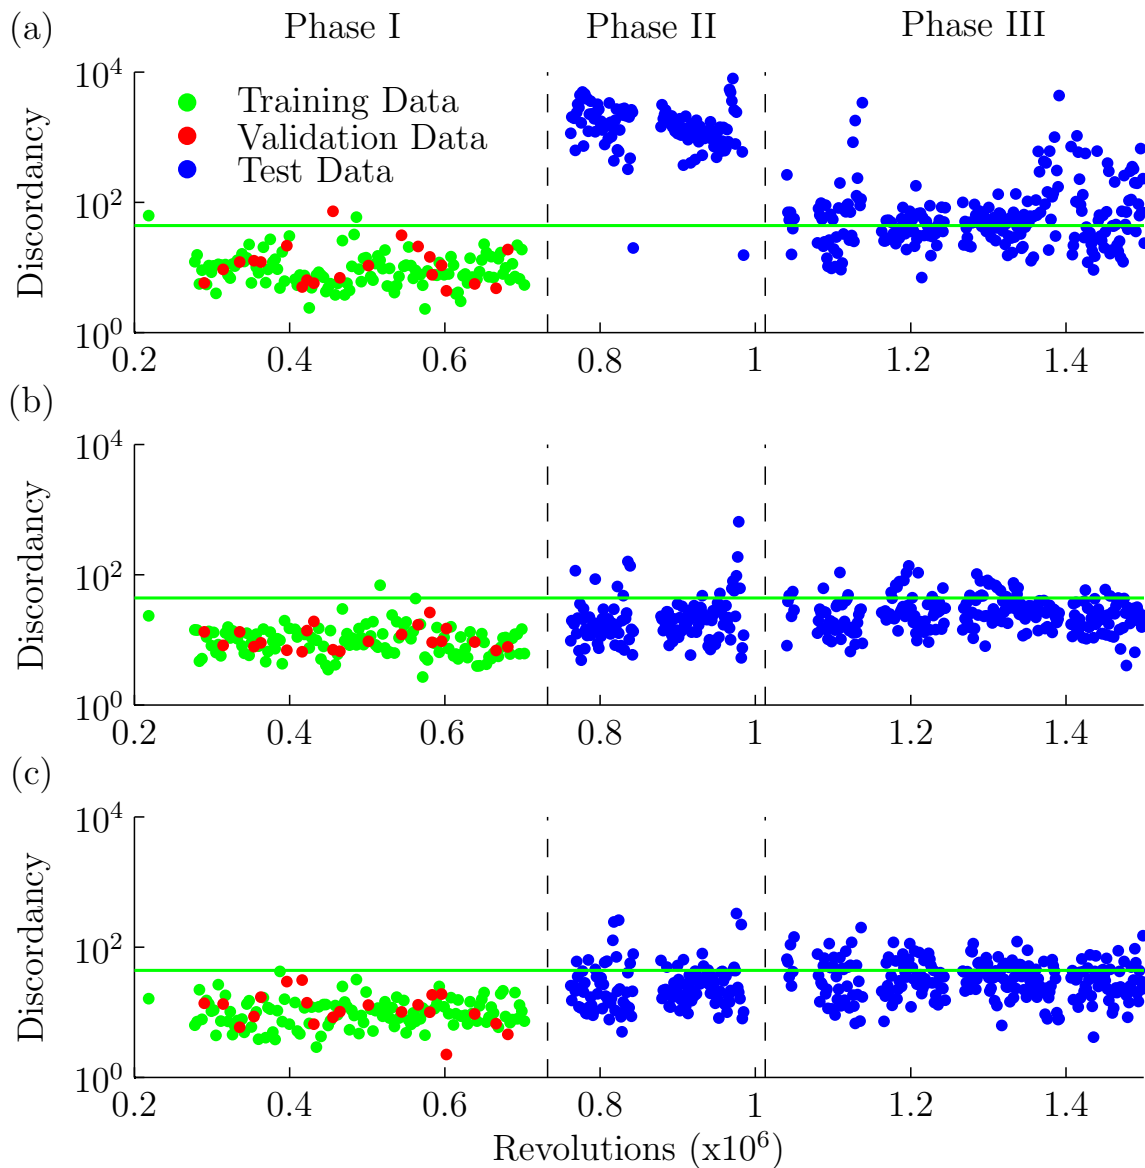 (a) Phase I Phase II Phase III
10^4
Training Data
Validation Data
Test Data
10^2
Discordancy
10^0
0.2 0.4 0.6 0.8 1 1.2 1.4
(b)
10^4
10^2
Discordancy
10^0
0.2 0.4 0.6 0.8 1 1.2 1.4
(c)
10^4
10^2
Discordancy
10^0
0.2 0.4 0.6 0.8 1 1.2 1.4
Revolutions (x10^6)